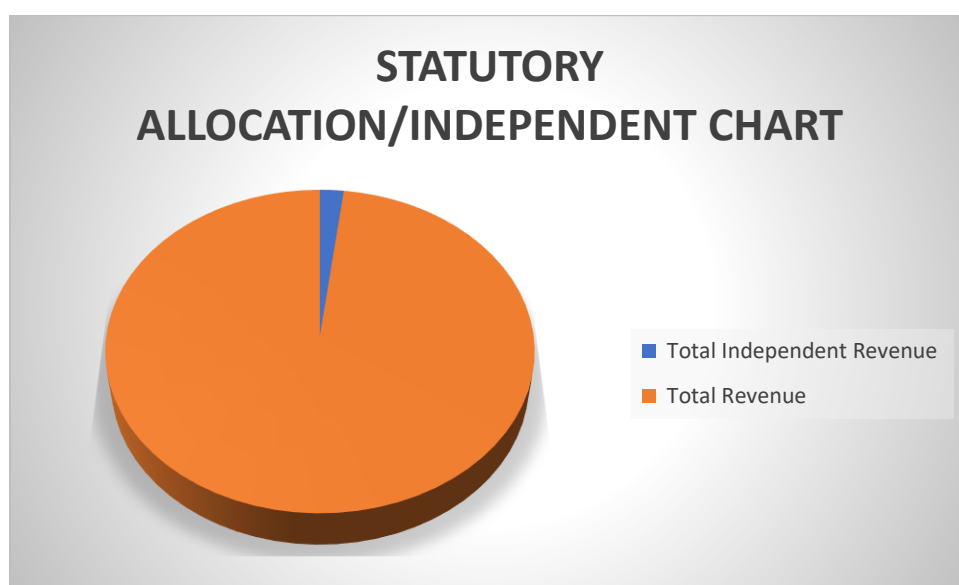 STATUTORY
ALLOCATION/INDEPENDENT CHART
Total Independent Revenue
Total Revenue